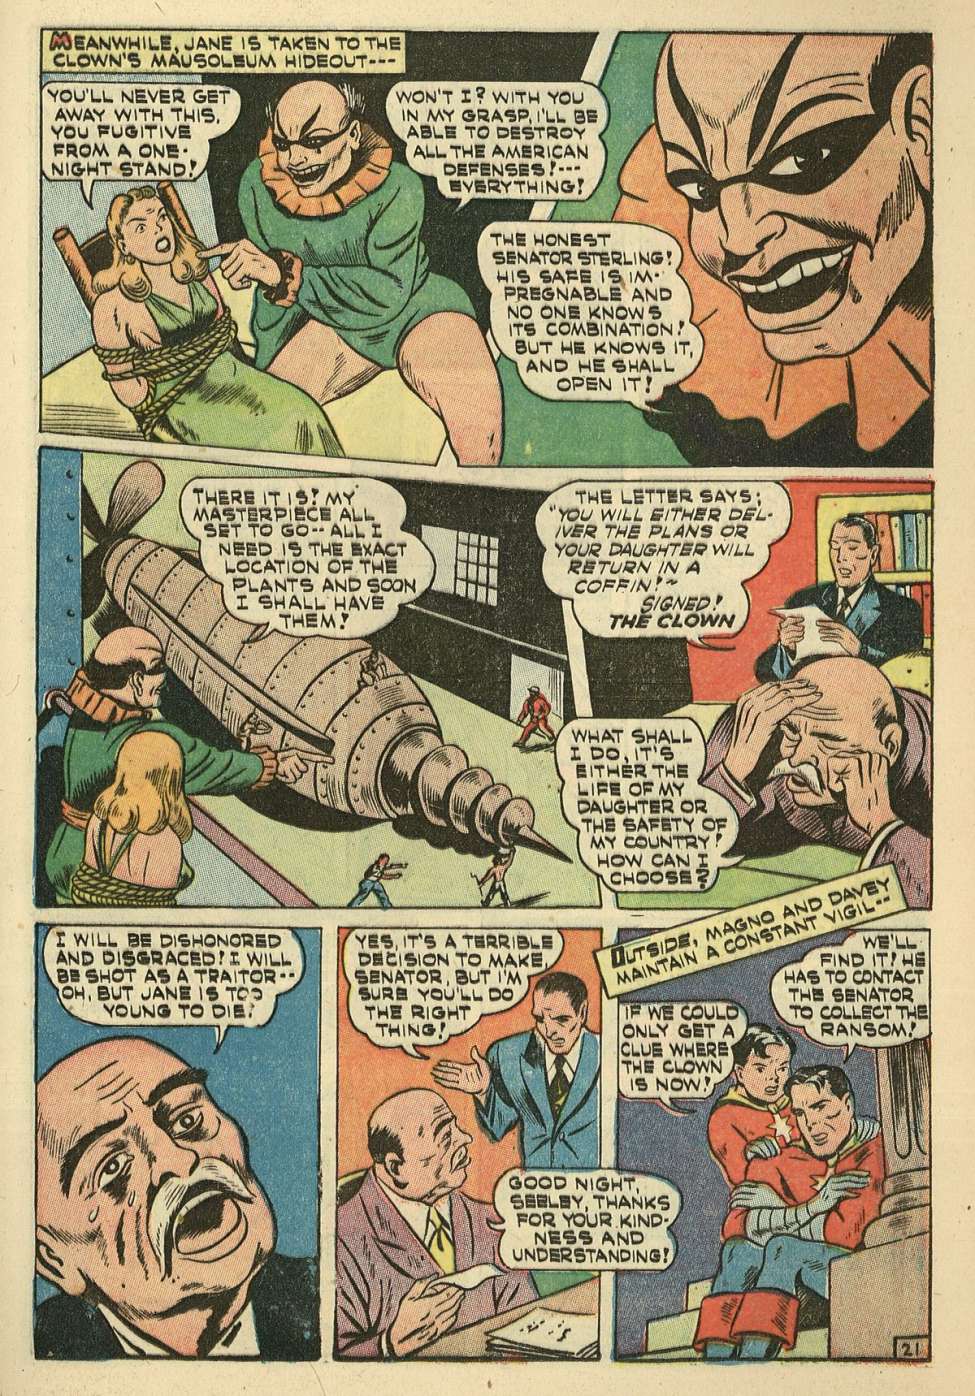 MEANWHILE, JANE IS TAKEN TO THE
CLOWN'S MAUSOLEUM HIDEOUT---
YOU'LL NEVER GET
AWAY WITH THIS,
YOU FUGITIVE
FROM A ONE-
NIGHT STAND!
WON'T I? WITH YOU
IN MY GRASP, I'LL BE
ABLE TO DESTROY
ALL THE AMERICAN
DEFENSES!---
EVERYTHING!
THE HONEST
SENATOR STERLING!
HIS SAFE IS IM-
PREGNABLE AND
NO ONE KNOWS
ITS COMBINATION!
BUT HE KNOWS IT,
AND HE SHALL
OPEN IT!
THERE IT IS! MY
MASTERPIECE ALL
SET TO GO--ALL I
NEED IS THE EXACT
LOCATION OF THE
PLANTS AND SOON
I SHALL HAVE
THEM!
THE LETTER SAYS;
"YOU WILL EITHER DEL-
IVER THE PLANS OR
YOUR DAUGHTER WILL
RETURN IN A
COFFIN!"~
SIGNED!
THE CLOWN
WHAT SHALL
I DO, IT'S
EITHER THE
LIFE OF MY
DAUGHTER OR
THE SAFETY OF
MY COUNTRY!
HOW CAN I
CHOOSE?
I WILL BE DISHONORED
AND DISGRACED! I WILL
BE SHOT AS A TRAITOR--
OH, BUT JANE IS TOO
YOUNG TO DIE!
YES, IT'S A TERRIBLE
DECISION TO MAKE,
SENATOR, BUT I'M
SURE YOU'LL DO
THE RIGHT
THING!
GOOD NIGHT,
SEELEY, THANKS
FOR YOUR KIND-
NESS AND
UNDERSTANDING!
OUTSIDE, MAGNO AND DAVEY
MAINTAIN A CONSTANT VIGIL--
IF WE COULD
ONLY GET A
CLUE WHERE
THE CLOWN
IS NOW!
WE'LL
FIND IT! HE
HAS TO CONTACT
THE SENATOR
TO COLLECT THE
RANSOM!
21